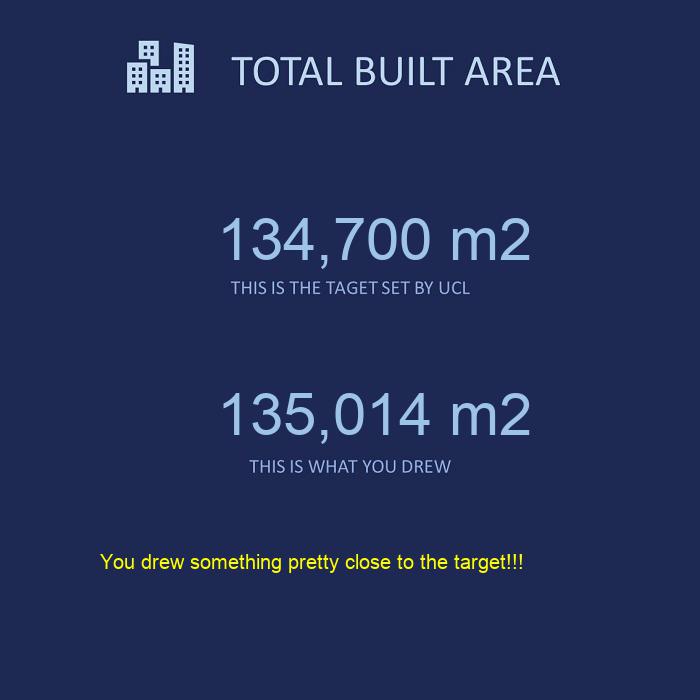 TOTAL BUILT AREA
134,700 m2
THIS IS THE TAGET SET BY UCL
135,014 m2
THIS IS WHAT YOU DREW
You drew something pretty close to the target!!!